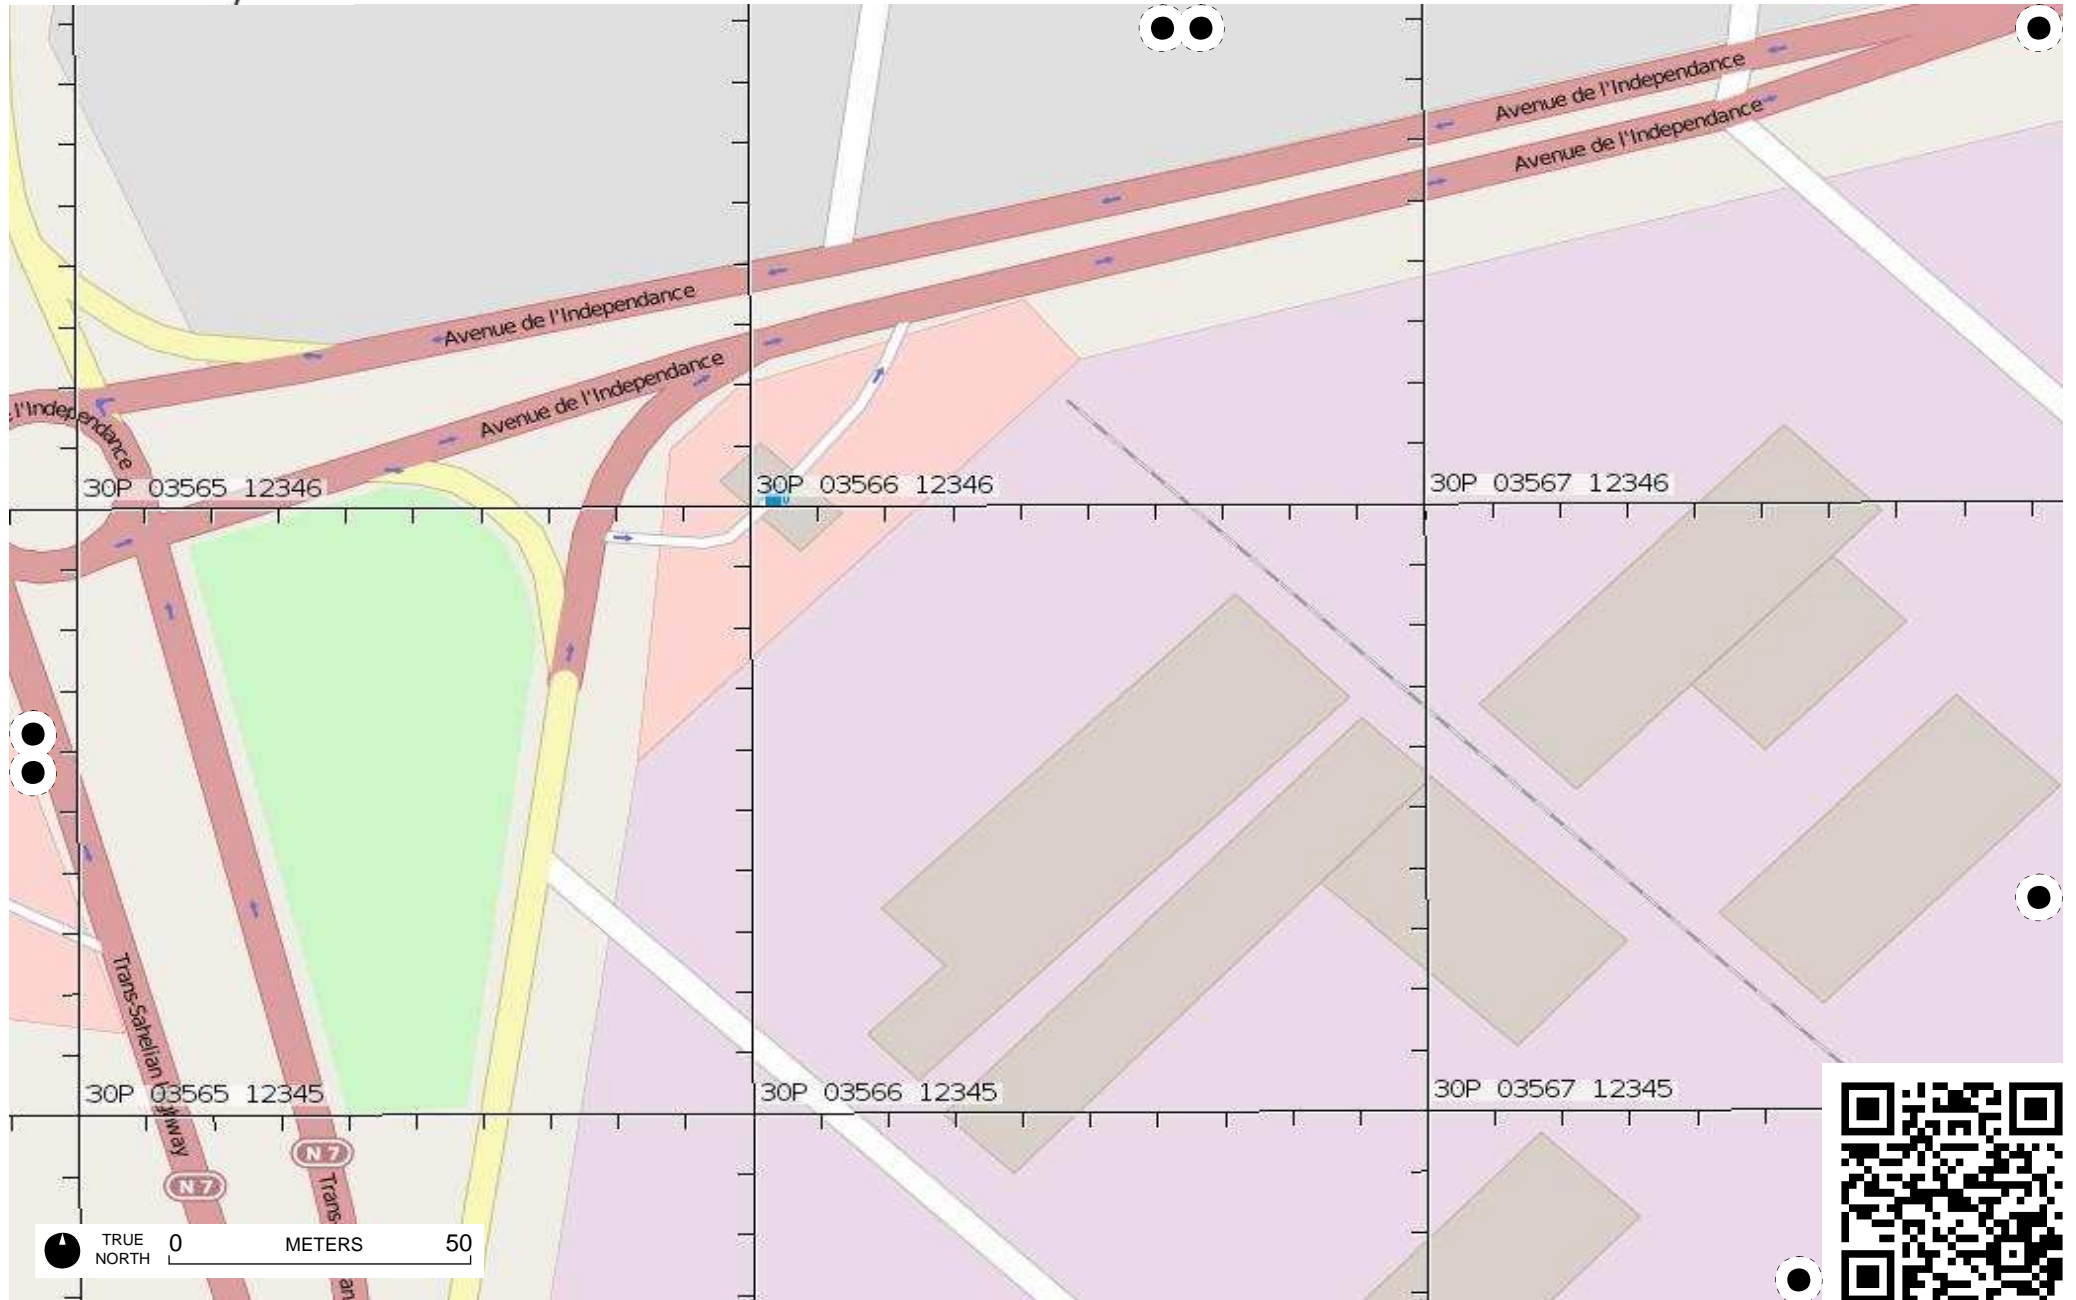 Avenue de l'Independance
Avenue de l'Independance
Avenue de l'Independance
Avenue de l'Independance
l'Independance
30P 03565 12346
30P 03566 12346
30P 03567 12346
Trans-Sahelian
30P 03565 12345
30P 03566 12345
30P 03567 12345
N 7
N 7
Trans-
TRUE NORTH
0 METERS 50